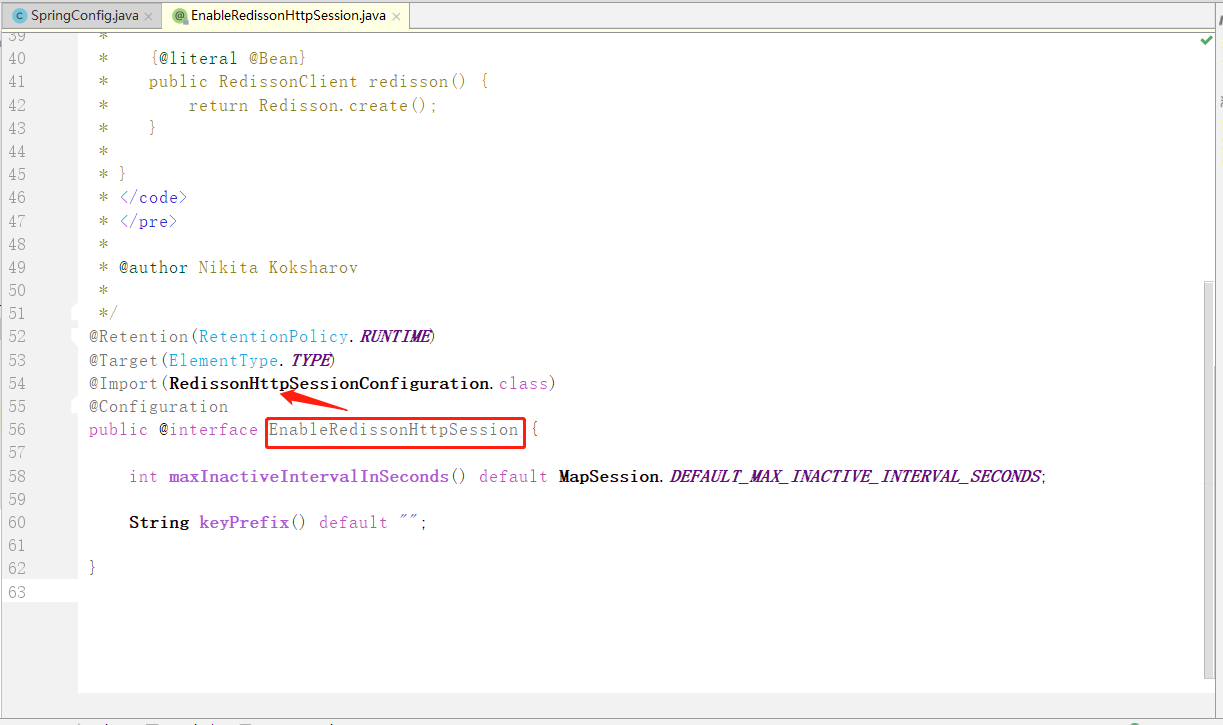 SpringConfig.java EnableRedissonHttpSession.java
39 *
40 * {@literal @Bean}
41 * public RedissonClient redisson() {
42 * return Redisson.create();
43 * }
44 *
45 * }
46 * </code>
47 * </pre>
48 *
49 * @author Nikita Koksharov
50 *
51 */
52 @Retention(RetentionPolicy.RUNTIME)
53 @Target(ElementType.TYPE)
54 @Import(RedissonHttpSessionConfiguration.class)
55 @Configuration
56 public @interface EnableRedissonHttpSession {
57
58 int maxInactiveIntervalInSeconds() default MapSession.DEFAULT_MAX_INACTIVE_INTERVAL_SECONDS;
59
60 String keyPrefix() default "";
61
62 }
63